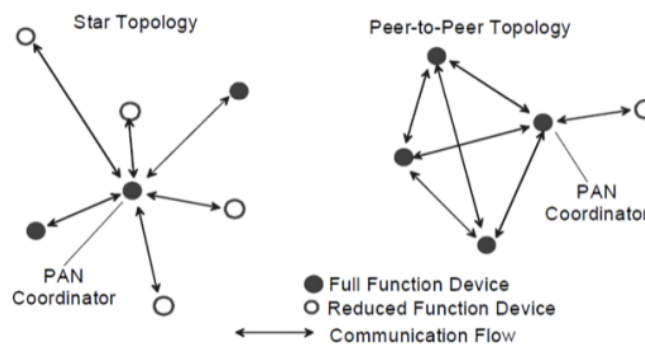 Star Topology
Peer-to-Peer Topology
PAN
Coordinator
PAN
Coordinator
Full Function Device
Reduced Function Device
Communication Flow